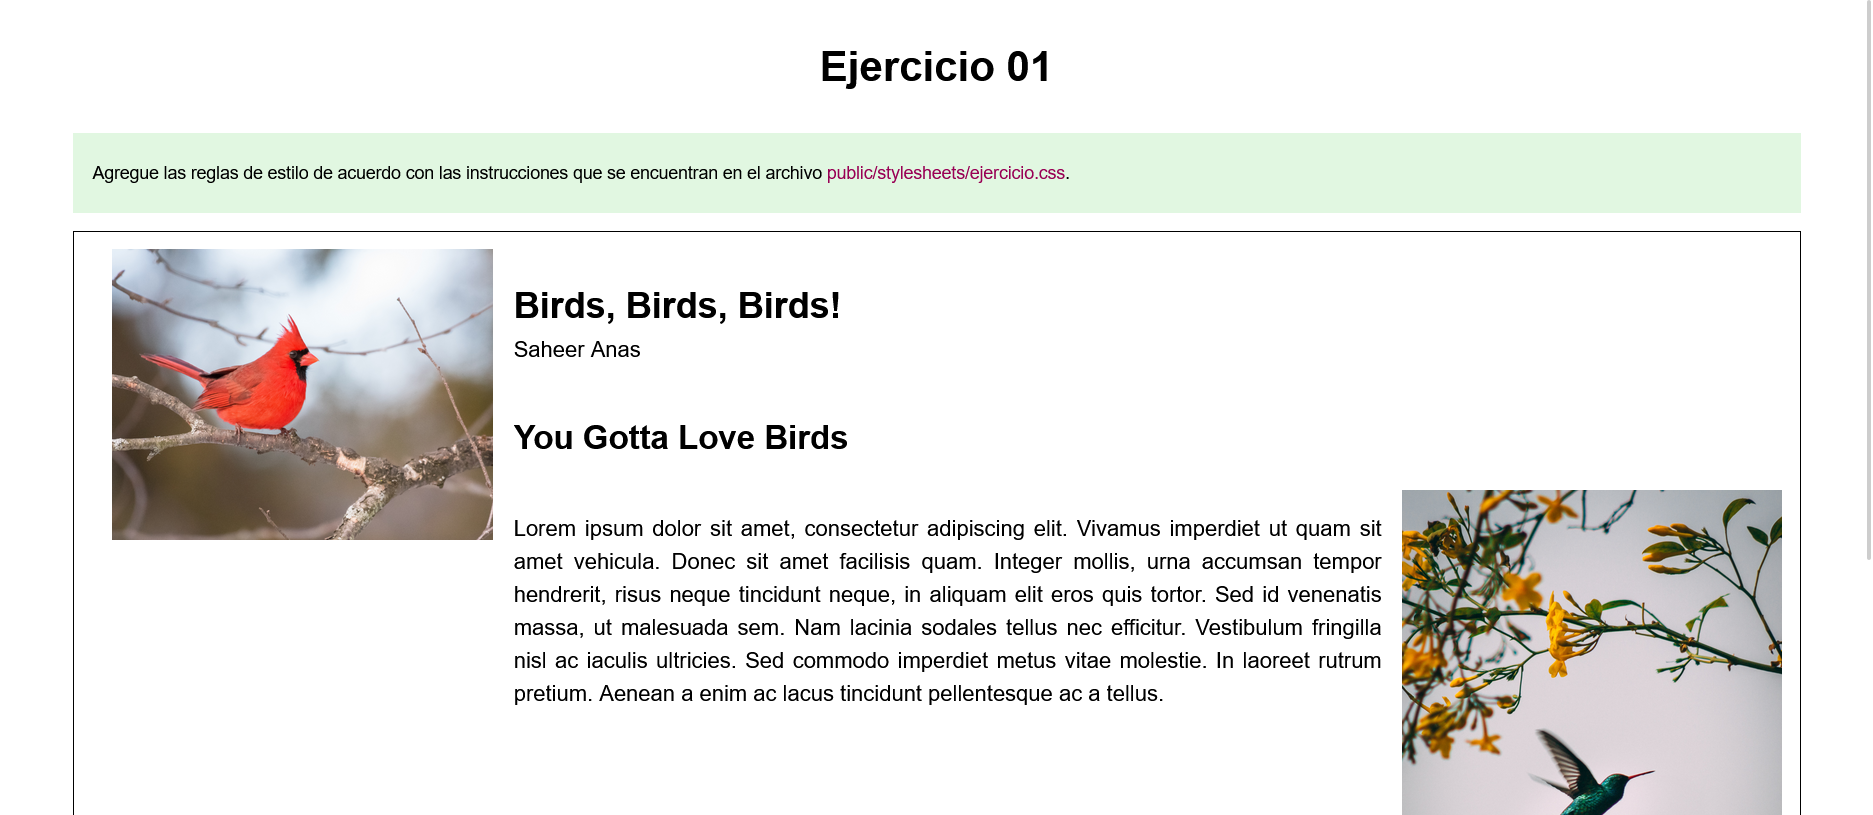 Ejercicio 01
Agregue las reglas de estilo de acuerdo con las instrucciones que se encuentran en el archivo public/stylesheets/ejercicio.css.
Birds, Birds, Birds!
Saheer Anas
You Gotta Love Birds
Lorem ipsum dolor sit amet, consectetur adipiscing elit. Vivamus imperdiet ut quam sit
amet vehicula. Donec sit amet facilisis quam. Integer mollis, urna accumsan tempor
hendrerit, risus neque tincidunt neque, in aliquam elit eros quis tortor. Sed id venenatis
massa, ut malesuada sem. Nam lacinia sodales tellus nec efficitur. Vestibulum fringilla
nisl ac iaculis ultricies. Sed commodo imperdiet metus vitae molestie. In laoreet rutrum
pretium. Aenean a enim ac lacus tincidunt pellentesque ac a tellus.